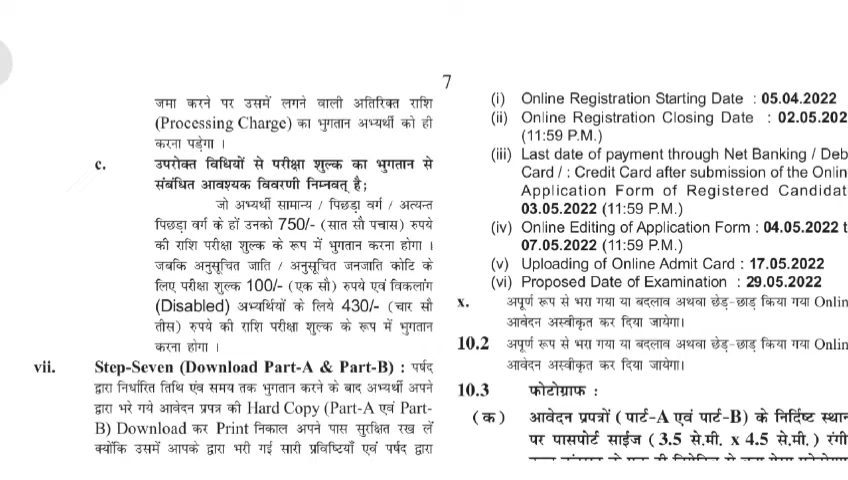 7
जमा करने पर उसमें लगने वाली अतिरिक्त राशि
(Processing Charge) का भुगतान अभ्यर्थी को ही
करना पड़ेगा ।
c. उपरोक्त विधियों से परीक्षा शुल्क का भुगतान से
संबंधित आवश्यक विवरणी निम्नवत् है;
जो अभ्यर्थी सामान्य / पिछड़ा वर्ग / अत्यन्त
पिछड़ा वर्ग के हों उनको 750/- (सात सौ पचास) रुपये
की राशि परीक्षा शुल्क के रूप में भुगतान करना होगा ।
जबकि अनुसूचित जाति / अनुसूचित जनजाति कोटि के
लिए परीक्षा शुल्क 100/- (एक सौ) रुपये एवं विकलांग
(Disabled) अभ्यर्थियों के लिये 430/- (चार सौ
तीस) रुपये की राशि परीक्षा शुल्क के रूप में भुगतान
करना होगा ।
vii. Step-Seven (Download Part-A & Part-B) : पर्षद
द्वारा निर्धारित तिथि एंव समय तक भुगतान करने के बाद अभ्यर्थी अपने
द्वारा भरे गये आवेदन प्रपत्र की Hard Copy (Part-A एवं Part-
B) Download कर Print निकाल अपने पास सुरक्षित रख लें
क्योंकि उसमें आपके द्वारा भरी गई सारी प्रविष्टियाँ एवं पर्षद द्वारा
(i) Online Registration Starting Date : 05.04.2022
(ii) Online Registration Closing Date : 02.05.202
(11:59 P.M.)
(iii) Last date of payment through Net Banking / Deb
Card / : Credit Card after submission of the Onlin
Application Form of Registered Candidat
03.05.2022 (11:59 P.M.)
(iv) Online Editing of Application Form : 04.05.2022 t
07.05.2022 (11:59 P.M.)
(v) Uploading of Online Admit Card : 17.05.2022
(vi) Proposed Date of Examination : 29.05.2022
x. अपूर्ण रूप से भरा गया या बदलाव अथवा छेड़-छाड़ किया गया Onlin
आवेदन अस्वीकृत कर दिया जायेगा।
10.2 अपूर्ण रूप से भरा गया या बदलाव अथवा छेड़-छाड़ किया गया Onlin
आवेदन अस्वीकृत कर दिया जायेगा।
10.3 फोटोग्राफ :
(क) आवेदन प्रपत्रों ( पार्ट-A एवं पार्ट-B) के निर्दिष्ट स्थान
पर पासपोर्ट साईज ( 3.5 से.मी. x 4.5 से.मी. ) रंगी